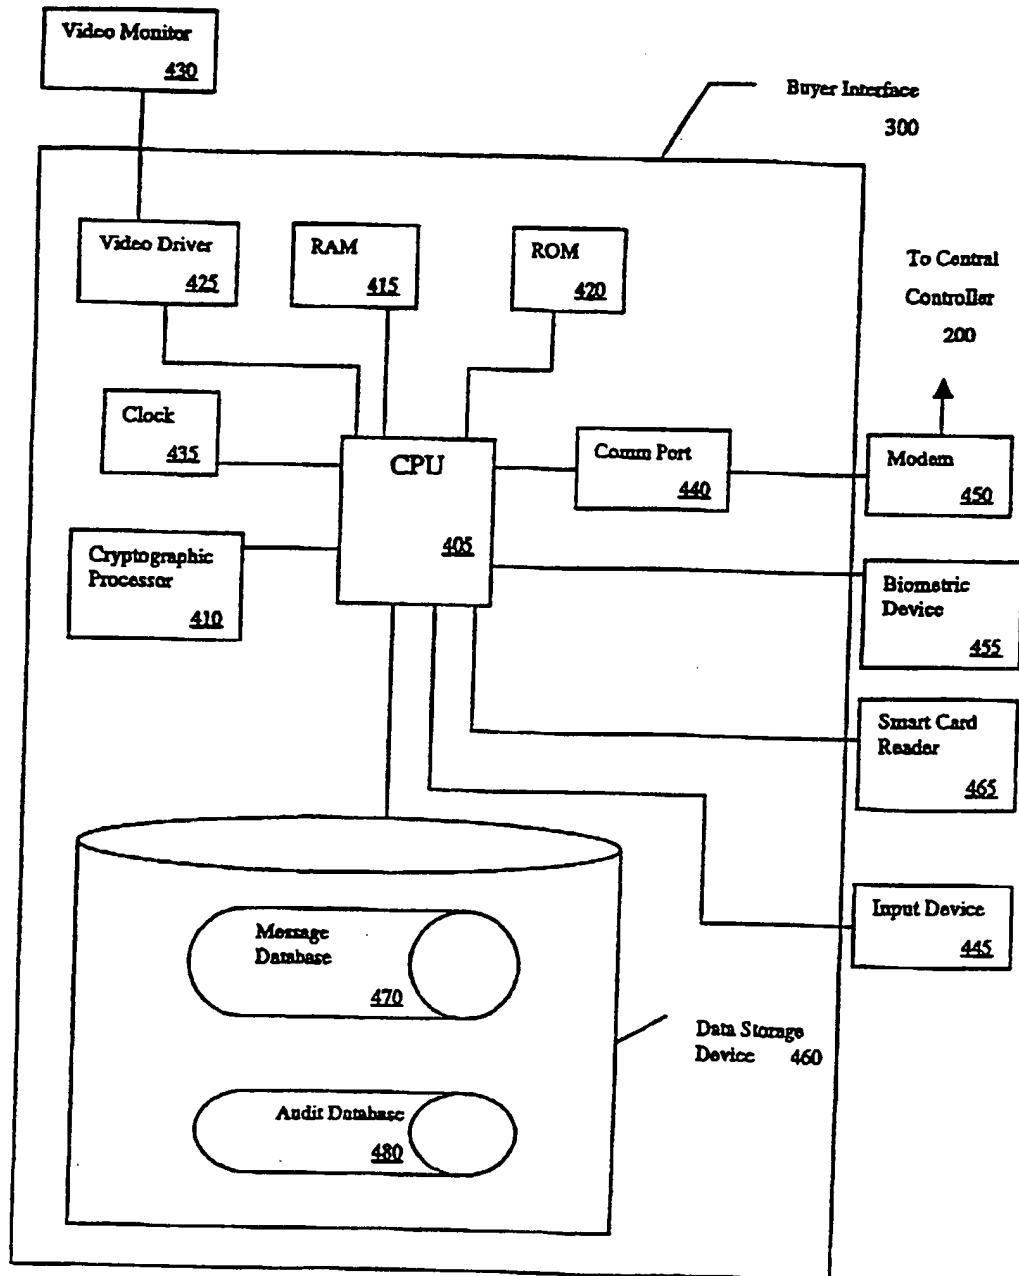 Video Monitor
430
Buyer Interface
300
Video Driver
425
RAM
415
ROM
420
To Central
Controller
200
Clock
435
CPU
405
Comm Port
440
Modem
450
Cryptographic
Processor
410
Biometric
Device
455
Smart Card
Reader
465
Input Device
445
Message
Database
470
Data Storage
Device 460
Audit Database
480